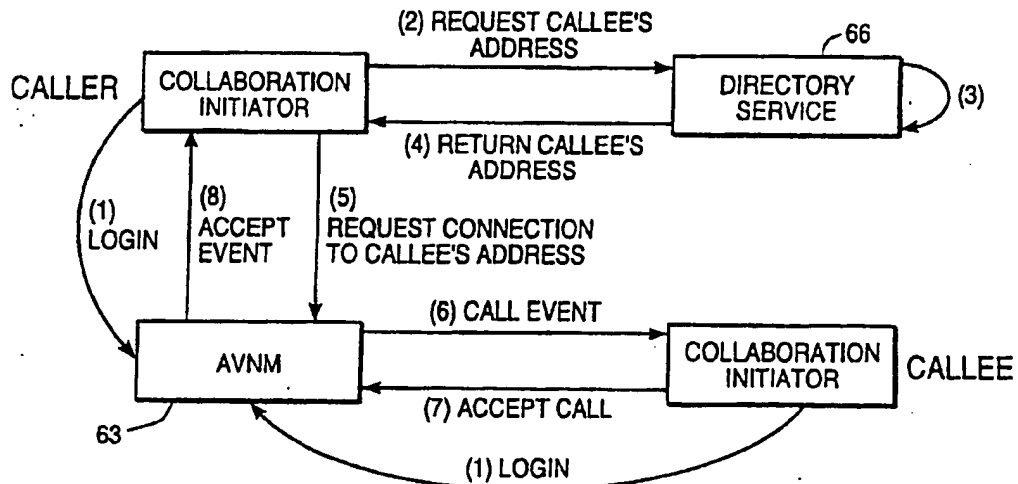 (2) REQUEST CALLEE'S
ADDRESS
66
CALLER
COLLABORATION
INITIATOR
DIRECTORY
SERVICE
(3)
(4) RETURN CALLEE'S
ADDRESS
(1)
LOGIN
(8)
ACCEPT
EVENT
(5)
REQUEST CONNECTION
TO CALLEE'S ADDRESS
(6) CALL EVENT
AVNM
COLLABORATION
INITIATOR
CALLEE
(7) ACCEPT CALL
63
(1) LOGIN